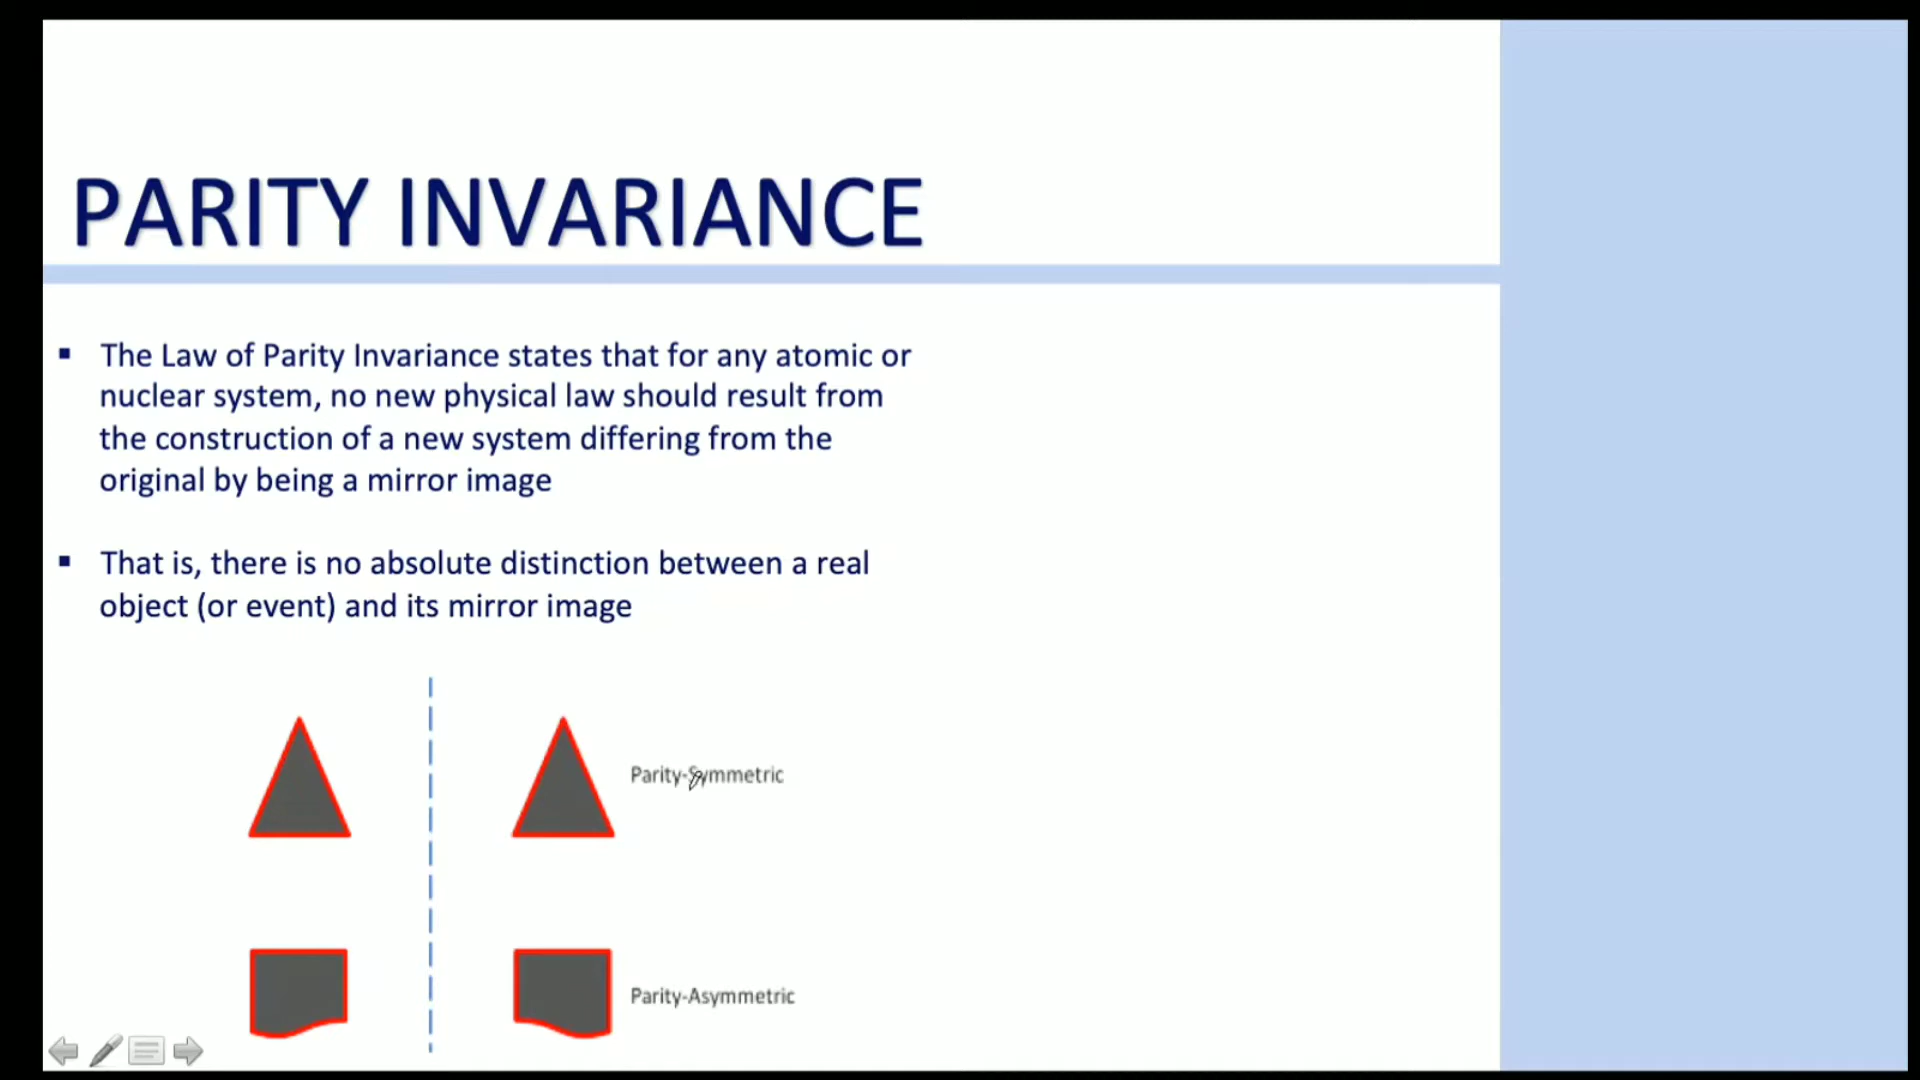 PARITY INVARIANCE
▪ The Law of Parity Invariance states that for any atomic or
nuclear system, no new physical law should result from
the construction of a new system differing from the
original by being a mirror image
▪ That is, there is no absolute distinction between a real
object (or event) and its mirror image
Parity-Symmetric
Parity-Asymmetric